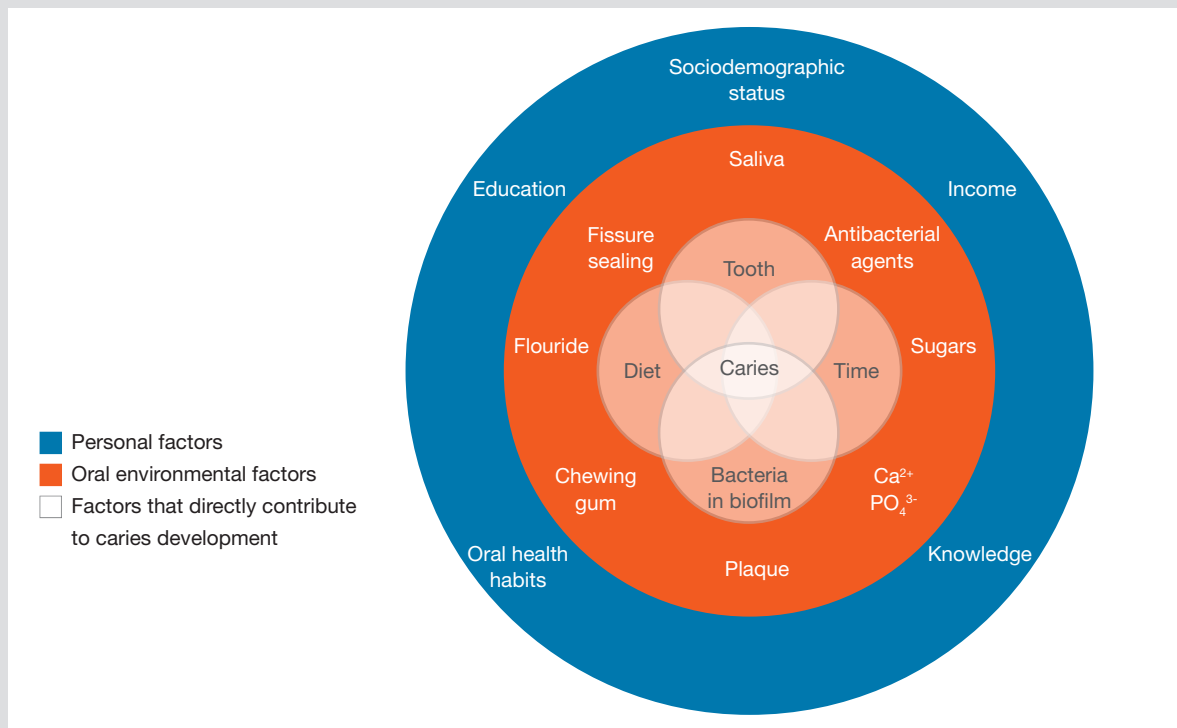 Sociodemographic
status
Education
Income
Saliva
Fissure
sealing
Antibacterial
agents
Tooth
Flouride
Diet
Caries
Time
Sugars
Chewing
gum
Bacteria
in biofilm
Ca²⁺
PO₄³⁻
Plaque
Oral health
habits
Knowledge
Personal factors
Oral environmental factors
Factors that directly contribute
to caries development